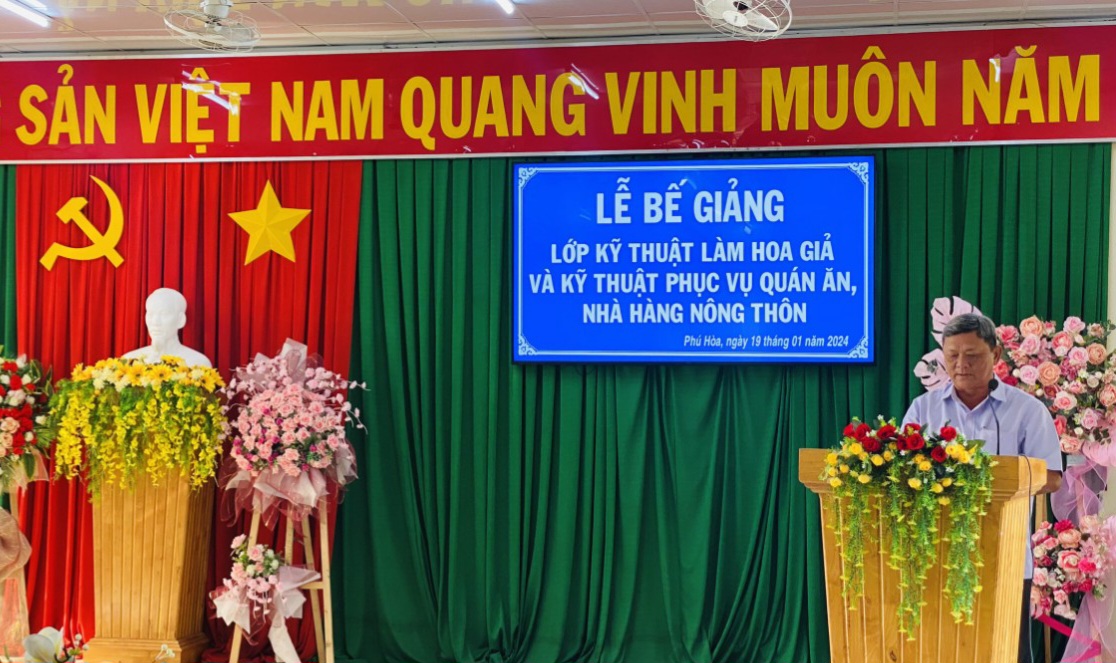 SẢN VIỆT NAM QUANG VINH MUÔN NĂM
LỄ BẾ GIẢNG
LỚP KỸ THUẬT LÀM HOA GIẢ
VÀ KỸ THUẬT PHỤC VỤ QUÁN ĂN,
NHÀ HÀNG NÔNG THÔN
Phú Hòa, ngày 19 tháng 01 năm 2024